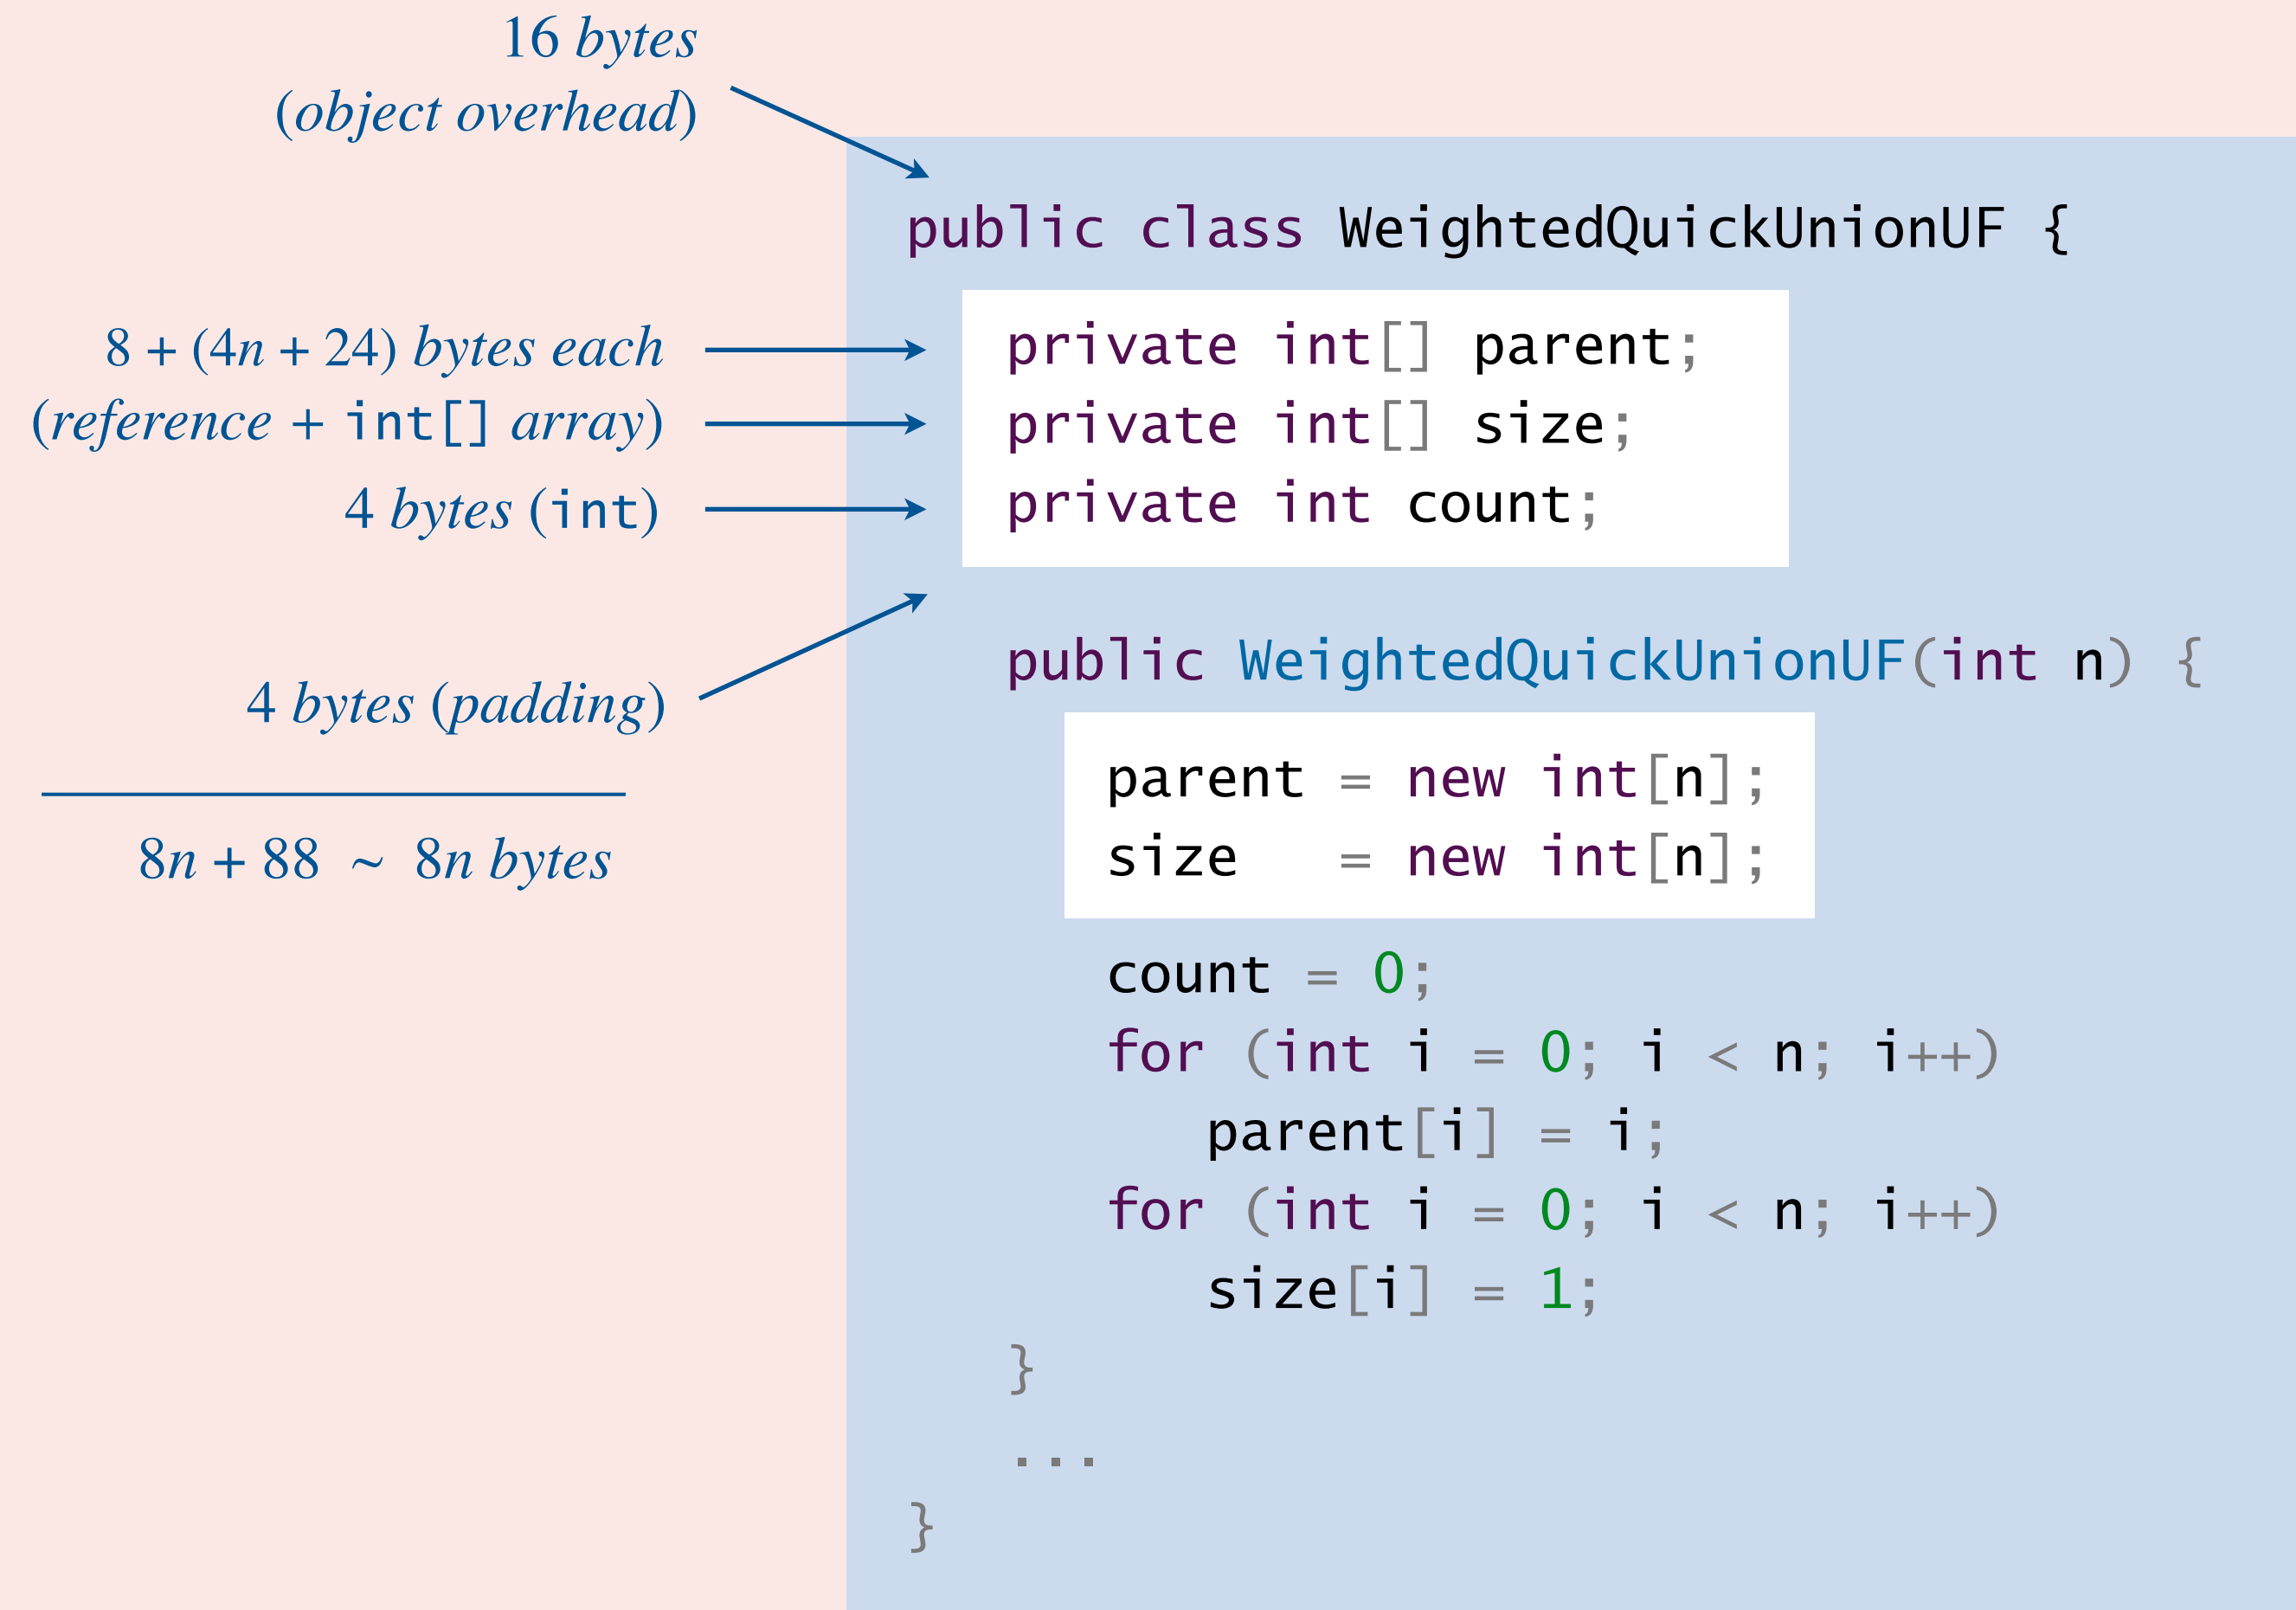 16 bytes
(object overhead)
public class WeightedQuickUnionUF {
8 + (4n + 24) bytes each
private int[] parent;
(reference + int[] array)
private int[] size;
4 bytes (int)
private int count;
public WeightedQuickUnionUF(int n) {
4 bytes (padding)
parent = new int[n];
8n + 88 ~ 8n bytes
size   = new int[n];
count = 0;
for (int i = 0; i < n; i++)
parent[i] = i;
for (int i = 0; i < n; i++)
size[i] = 1;
}
...
}